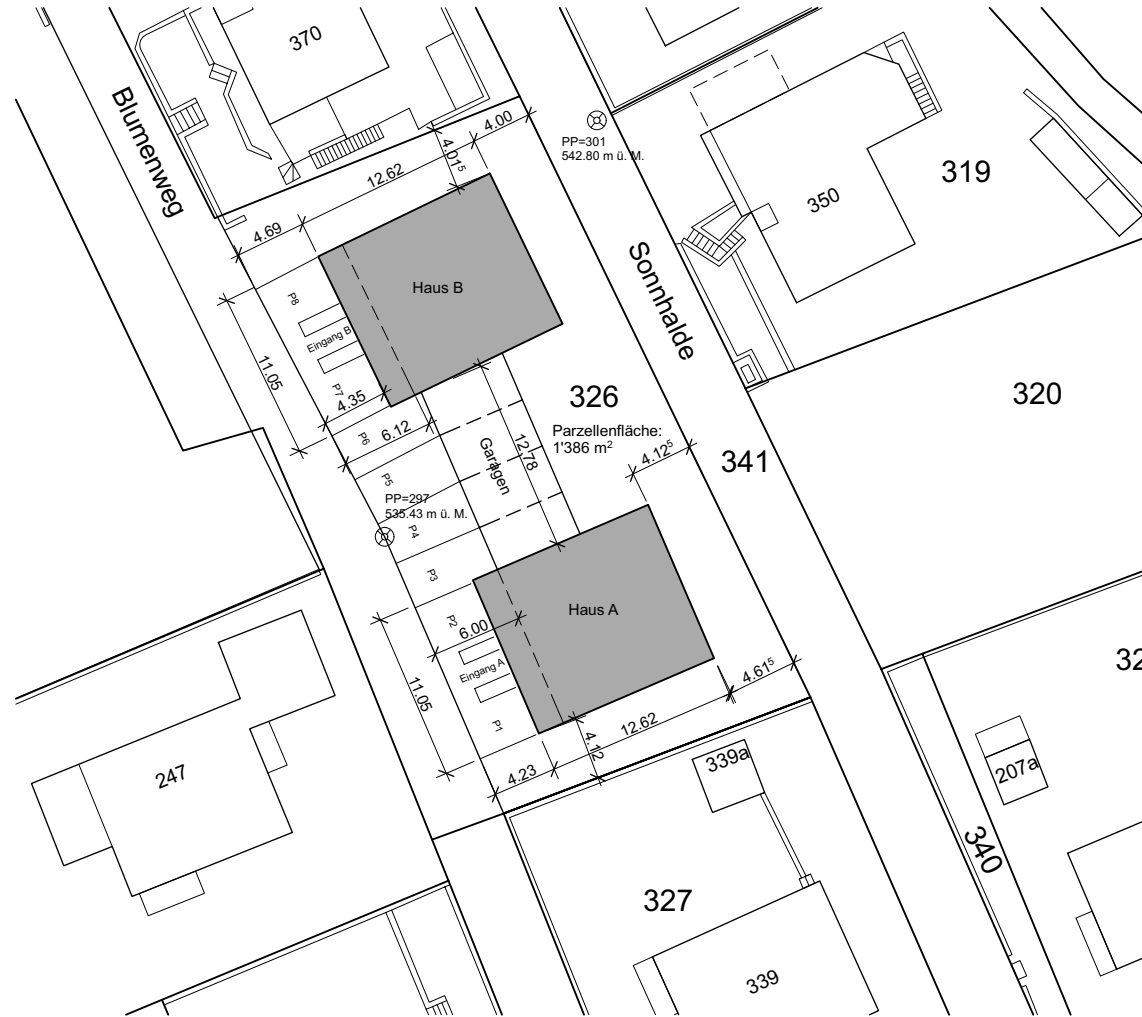 370
Blumenweg
4.00
4.01⁵
12.62
4.69
PP=301
542.80 m ü. M.
319
350
Haus B
Sonnhalde
P8
Eingang B
P7
11.05
4.35
P6
6.12
P5
Garagen
12.78
326
Parzellenfläche:
1'386 m²
4.12⁵
341
320
PP=297
535.43 m ü. M.
P4
P3
P2
Haus A
6.00
Eingang A
P1
11.05
4.61⁵
12.62
4.12
4.23
32
247
339a
207a
340
327
339